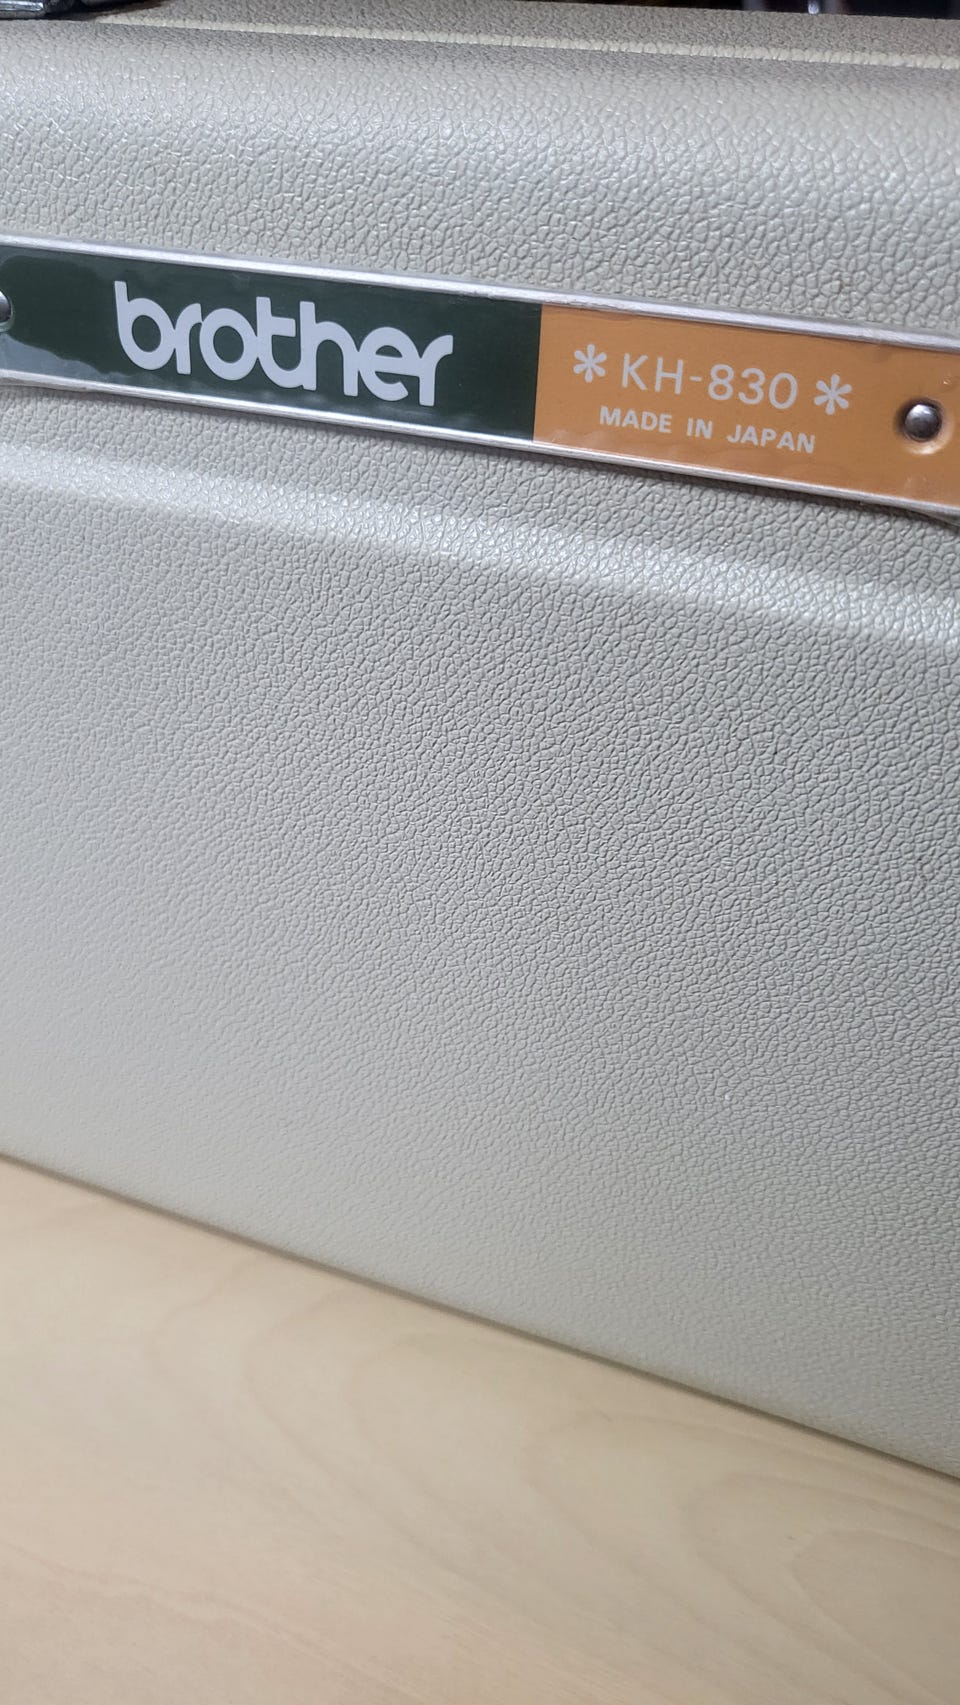 brother
* KH-830 *
MADE IN JAPAN